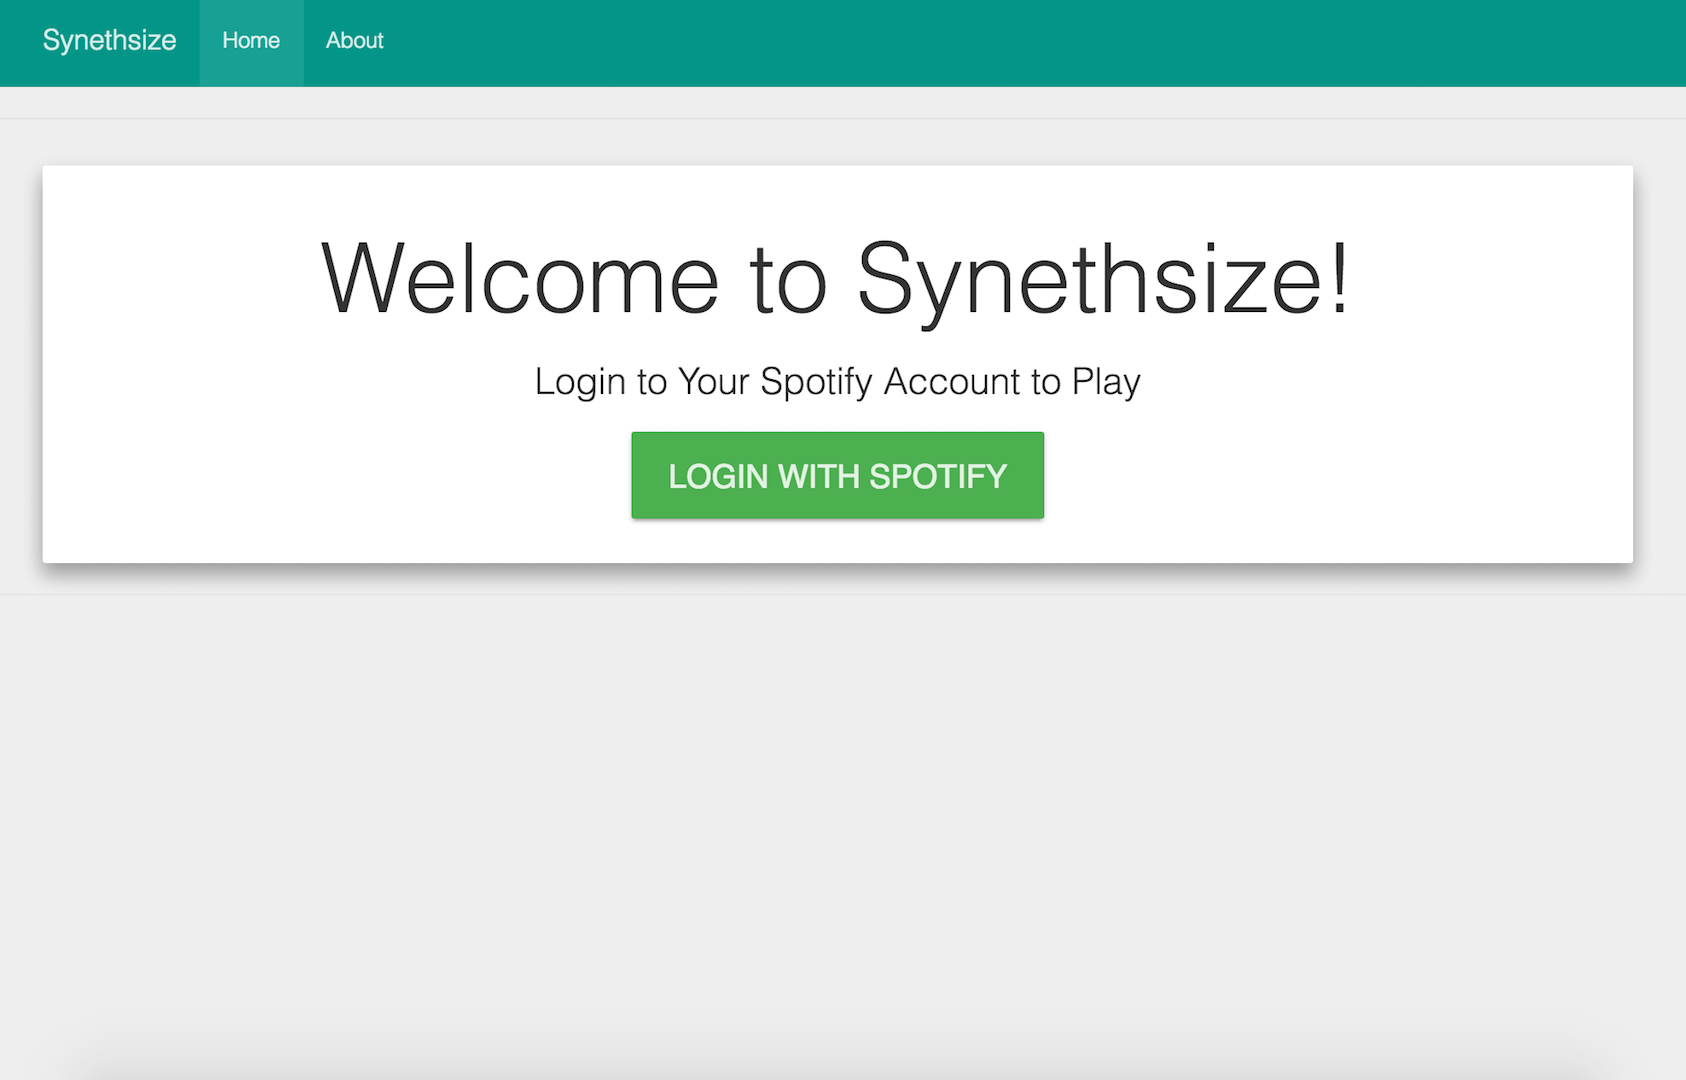 Synethsize Home About
Welcome to Synethsize!
Login to Your Spotify Account to Play
LOGIN WITH SPOTIFY